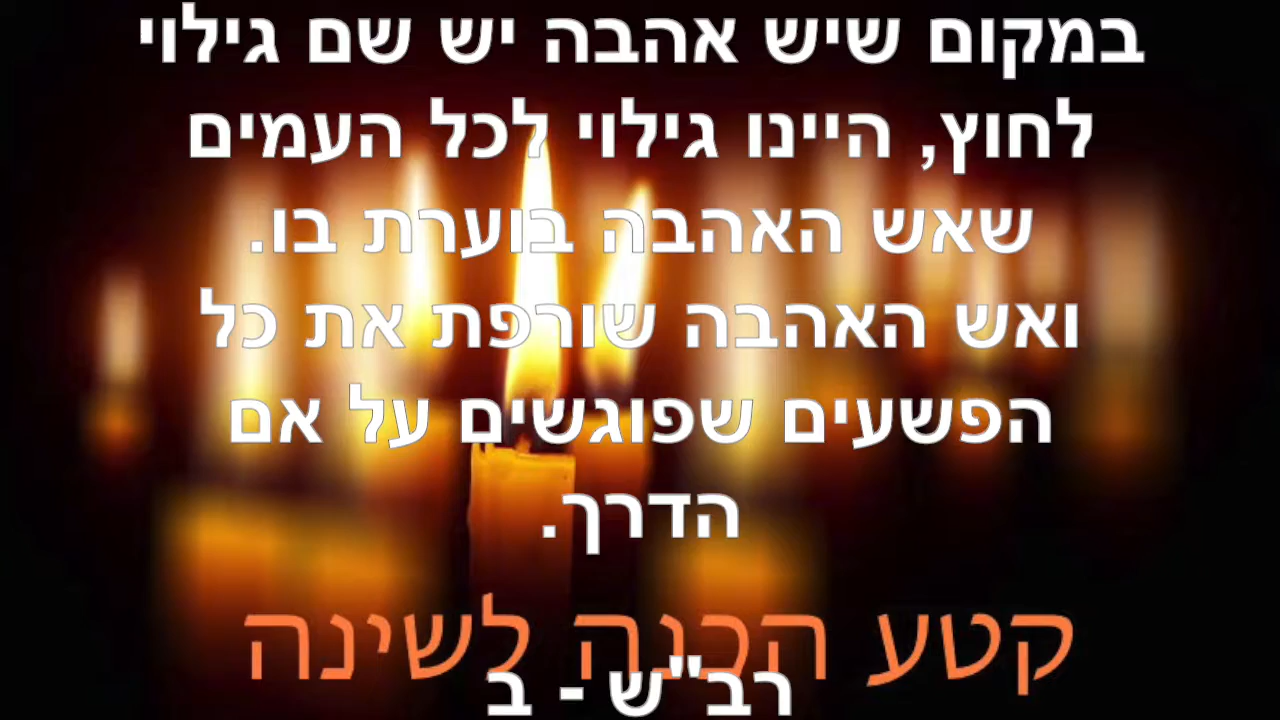 במקום שיש אהבה יש שם גילוי
לחוץ, היינו גילוי לכל העמים
שאש האהבה בוערת בו.
ואש האהבה שורפת את כל
הפשעים שפוגשים על אם
הדרך.
קטע הכנה לשינה
רב"ש - ב